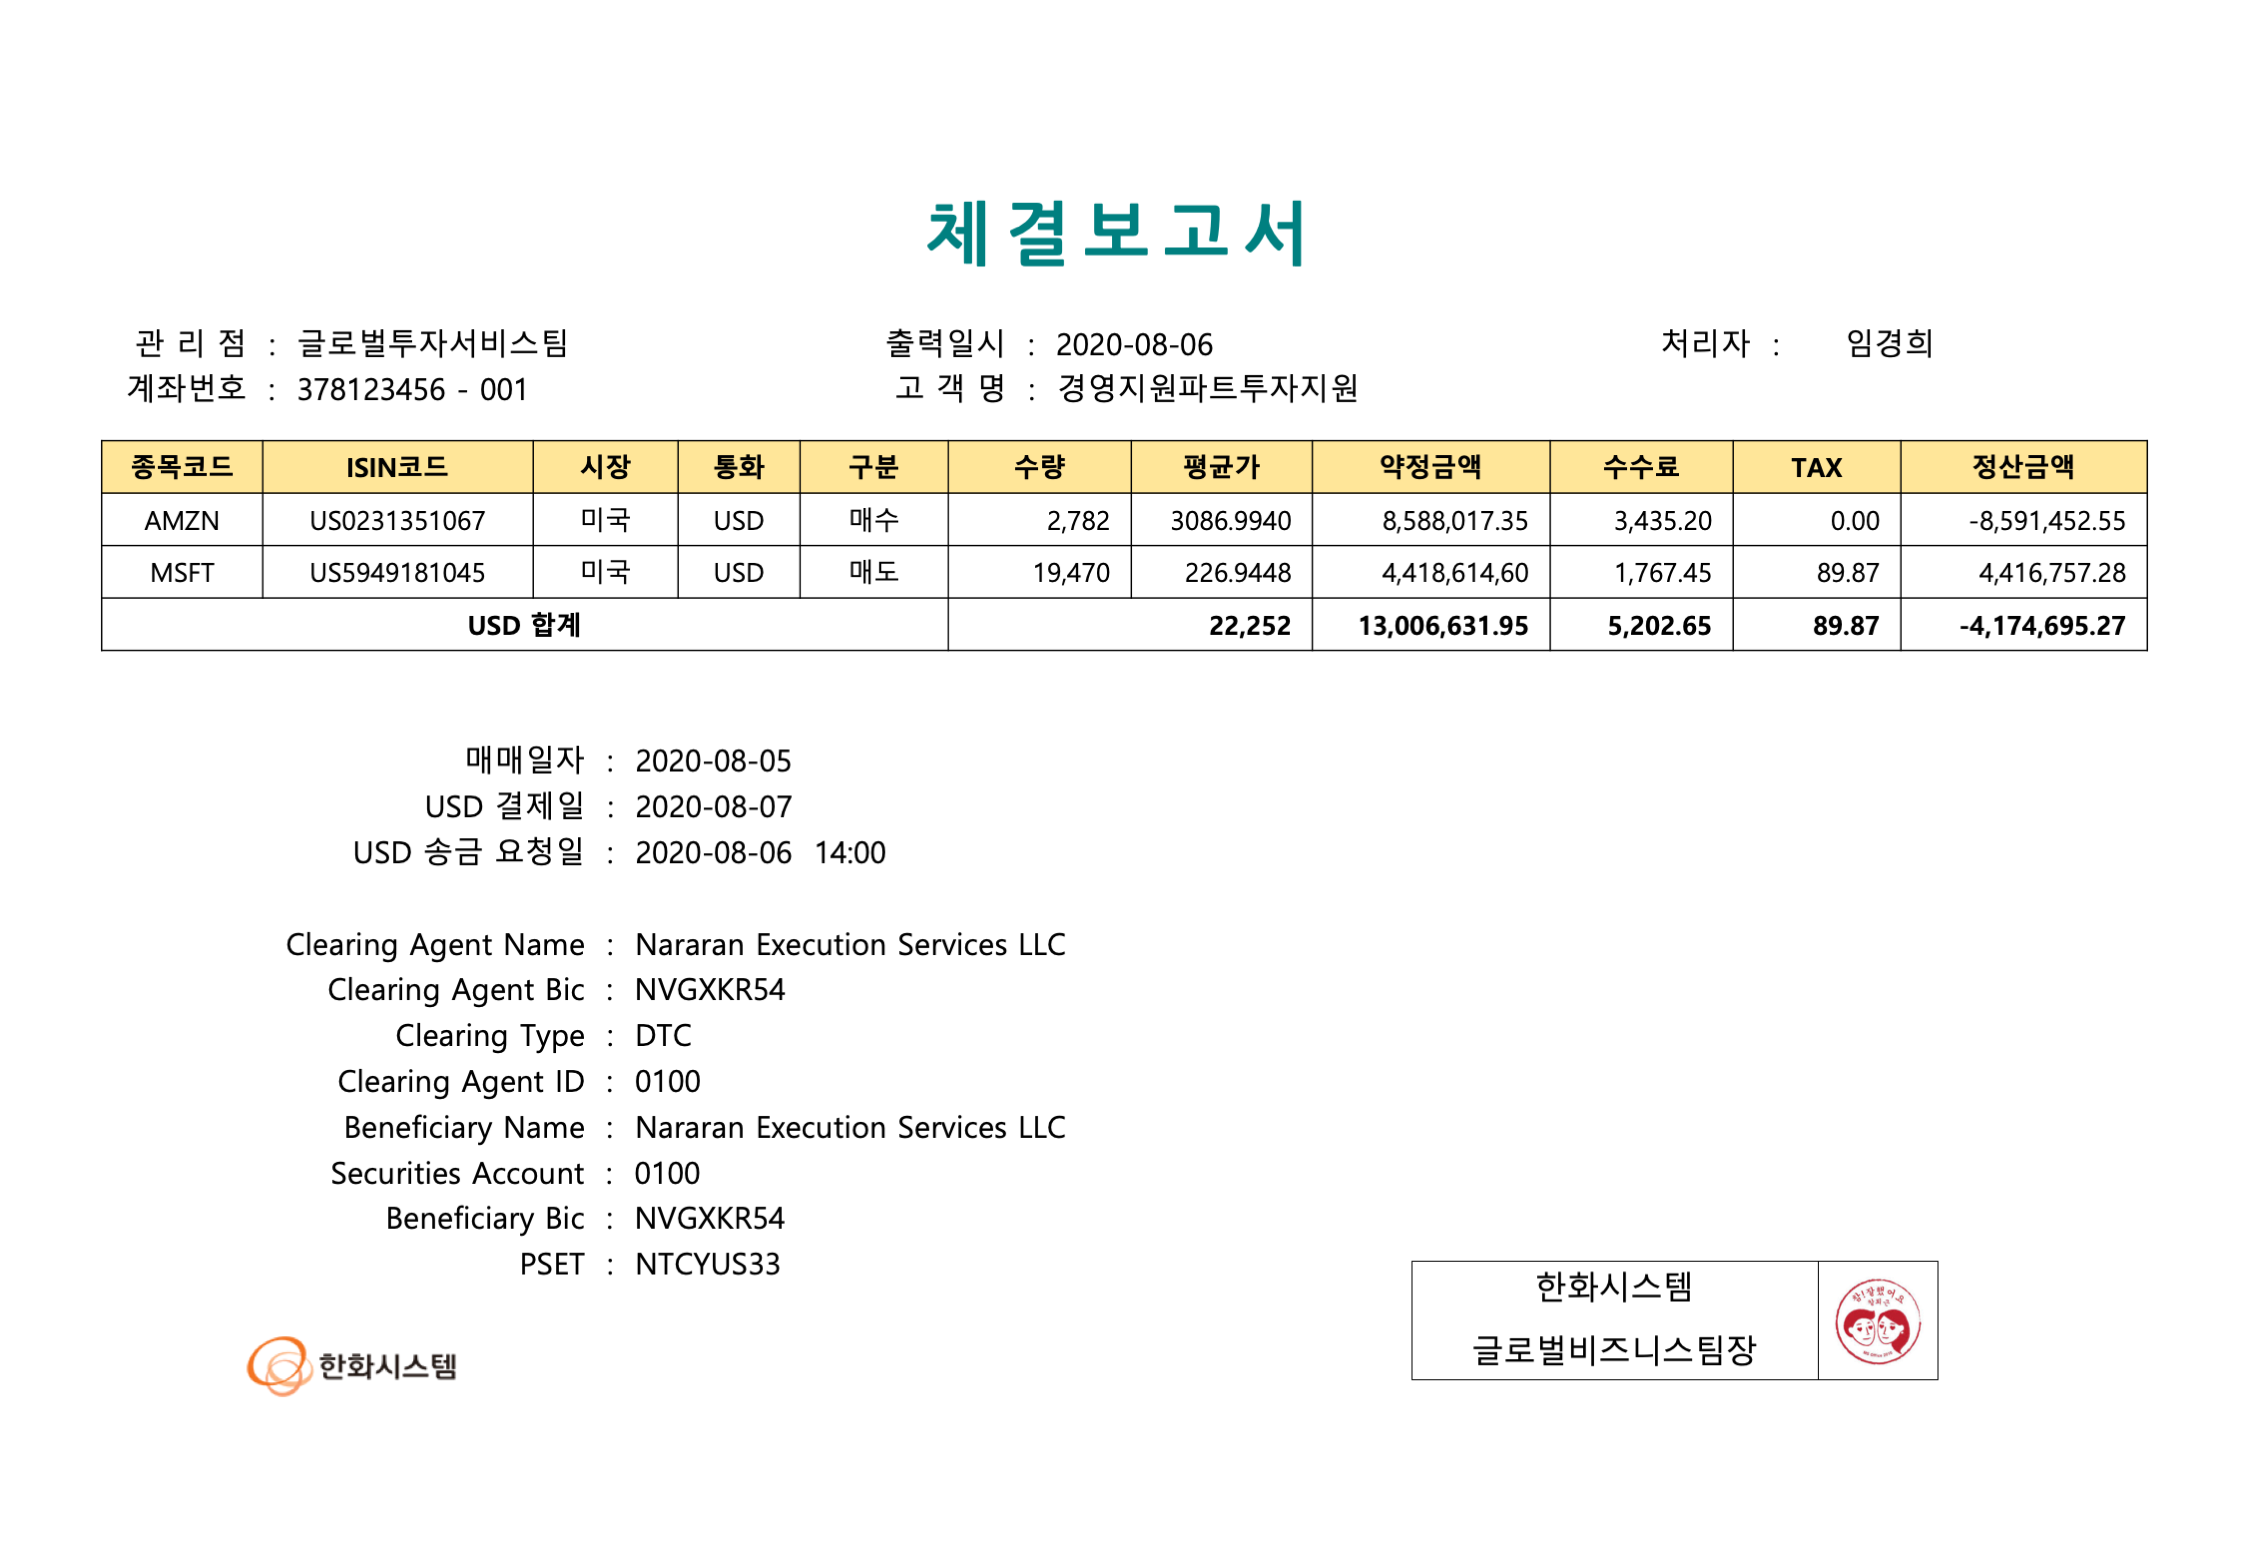 체결보고서
관 리 점 : 글로벌투자서비스팀 출력일시 : 2020-08-06 처리자 : 임경희
계좌번호 : 378123456 - 001 고 객 명 : 경영지원파트투자지원
종목코드 ISIN코드 시장 통화 구분 수량 평균가 약정금액 수수료 TAX 정산금액
AMZN US0231351067 미국 USD 매수 2,782 3086.9940 8,588,017.35 3,435.20 0.00 -8,591,452.55
MSFT US5949181045 미국 USD 매도 19,470 226.9448 4,418,614,60 1,767.45 89.87 4,416,757.28
USD 합계 22,252 13,006,631.95 5,202.65 89.87 -4,174,695.27
매매일자 : 2020-08-05
USD 결제일 : 2020-08-07
USD 송금 요청일 : 2020-08-06 14:00
Clearing Agent Name : Nararan Execution Services LLC
Clearing Agent Bic : NVGXKR54
Clearing Type : DTC
Clearing Agent ID : 0100
Beneficiary Name : Nararan Execution Services LLC
Securities Account : 0100
Beneficiary Bic : NVGXKR54
PSET : NTCYUS33
한화시스템
글로벌비즈니스팀장
참!잘했어요
한화시스템